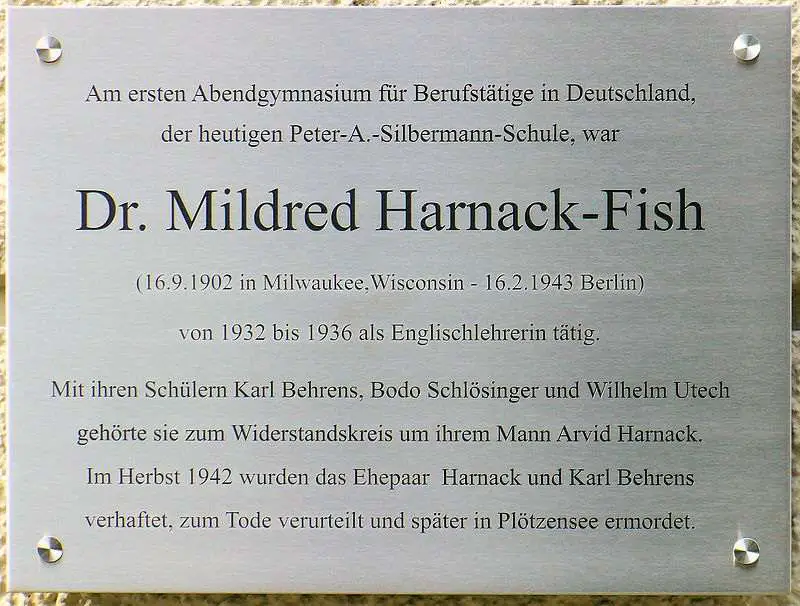 Am ersten Abendgymnasium für Berufstätige in Deutschland,
der heutigen Peter-A.-Silbermann-Schule, war
Dr. Mildred Harnack-Fish
(16.9.1902 in Milwaukee,Wisconsin - 16.2.1943 Berlin)
von 1932 bis 1936 als Englischlehrerin tätig.
Mit ihren Schülern Karl Behrens, Bodo Schlösinger und Wilhelm Utech
gehörte sie zum Widerstandskreis um ihrem Mann Arvid Harnack.
Im Herbst 1942 wurden das Ehepaar Harnack und Karl Behrens
verhaftet, zum Tode verurteilt und später in Plötzensee ermordet.